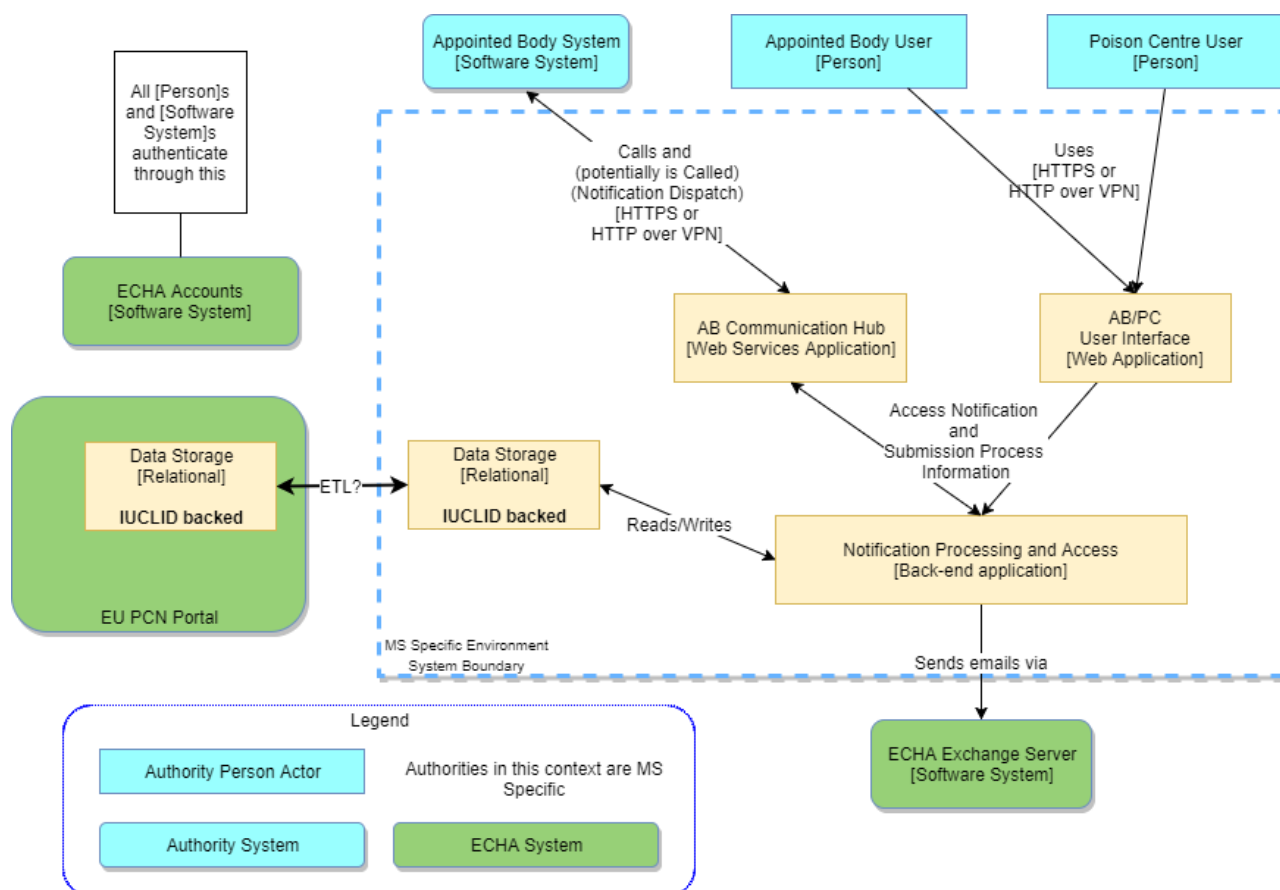 Appointed Body System
[Software System]
Appointed Body User
[Person]
Poison Centre User
[Person]
All [Person]s
and [Software
System]s
authenticate
through this
Calls and
(potentially is Called)
(Notification Dispatch)
[HTTPS or
HTTP over VPN]
Uses
[HTTPS or
HTTP over VPN]
ECHA Accounts
[Software System]
AB Communication Hub
[Web Services Application]
AB/PC
User Interface
[Web Application]
Access Notification
and
Submission Process
Information
Data Storage
[Relational]
IUCLID backed
EU PCN Portal
ETL?
Data Storage
[Relational]
IUCLID backed
Reads/Writes
Notification Processing and Access
[Back-end application]
MS Specific Environment
System Boundary
Sends emails via
ECHA Exchange Server
[Software System]
Legend
Authority Person Actor
Authorities in this context are MS
Specific
Authority System
ECHA System